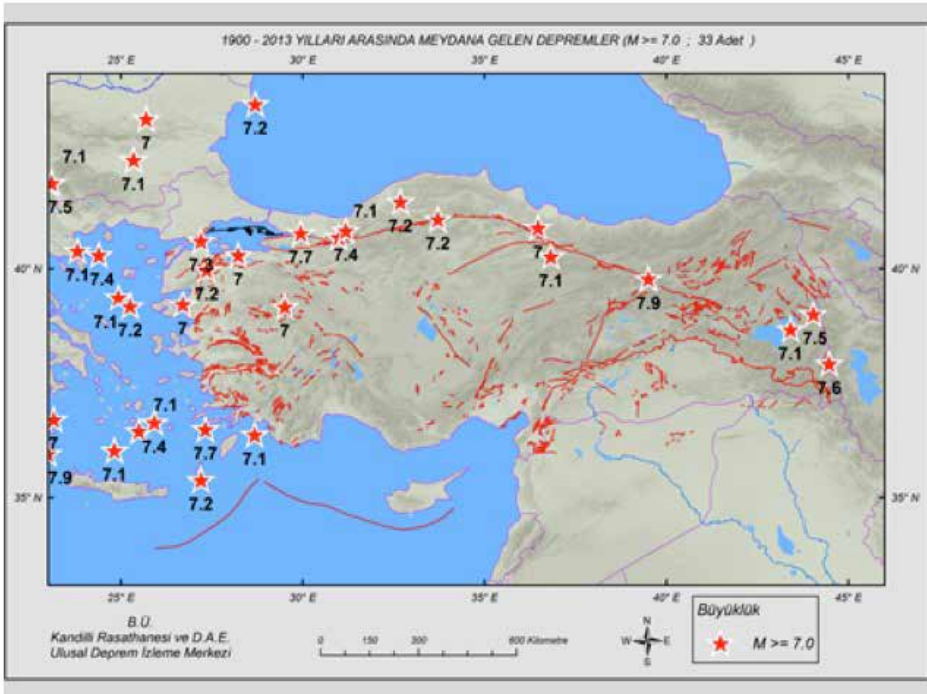 1900 - 2013 YILLARI ARASINDA MEYDANA GELEN DEPREMLER (M >= 7.0 ; 33 Adet )
25° E 30° E 35° E 40° E 45° E
7.2
7
7.1
7.1
7.5
7.1
7.2
7.2
7.3
7.7
7.4
7
7.1
40° N
40° N
7.1
7.4
7.2
7
7.9
7.1
7.2
7
7
7.5
7.1
7.6
7.1
7
7.4
7.7
7.1
7.1
7.9
7.2
35° N
35° N
25° E 30° E 35° E 40° E 45° E
B.Ü.
Kandilli Rasathanesi ve D.A.E.
Ulusal Deprem İzleme Merkezi
0 150 300 600 Kilometre
N
W E
S
Büyüklük
M >= 7.0